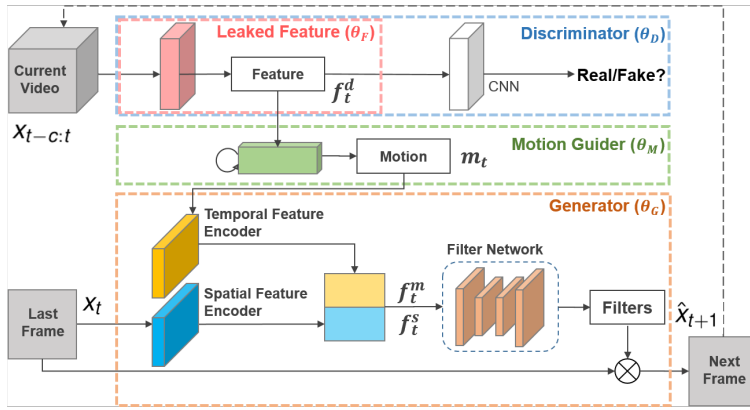 Leaked Feature (θ_F)
Discriminator (θ_D)
Current
Video
Feature
f_t^d
CNN
Real/Fake?
X_{t−c:t}
Motion Guider (θ_M)
Motion
m_t
Generator (θ_G)
Temporal Feature
Encoder
Filter Network
Spatial Feature
Encoder
f_t^m
f_t^s
Last
Frame
X_t
Filters
X̂_{t+1}
Next
Frame